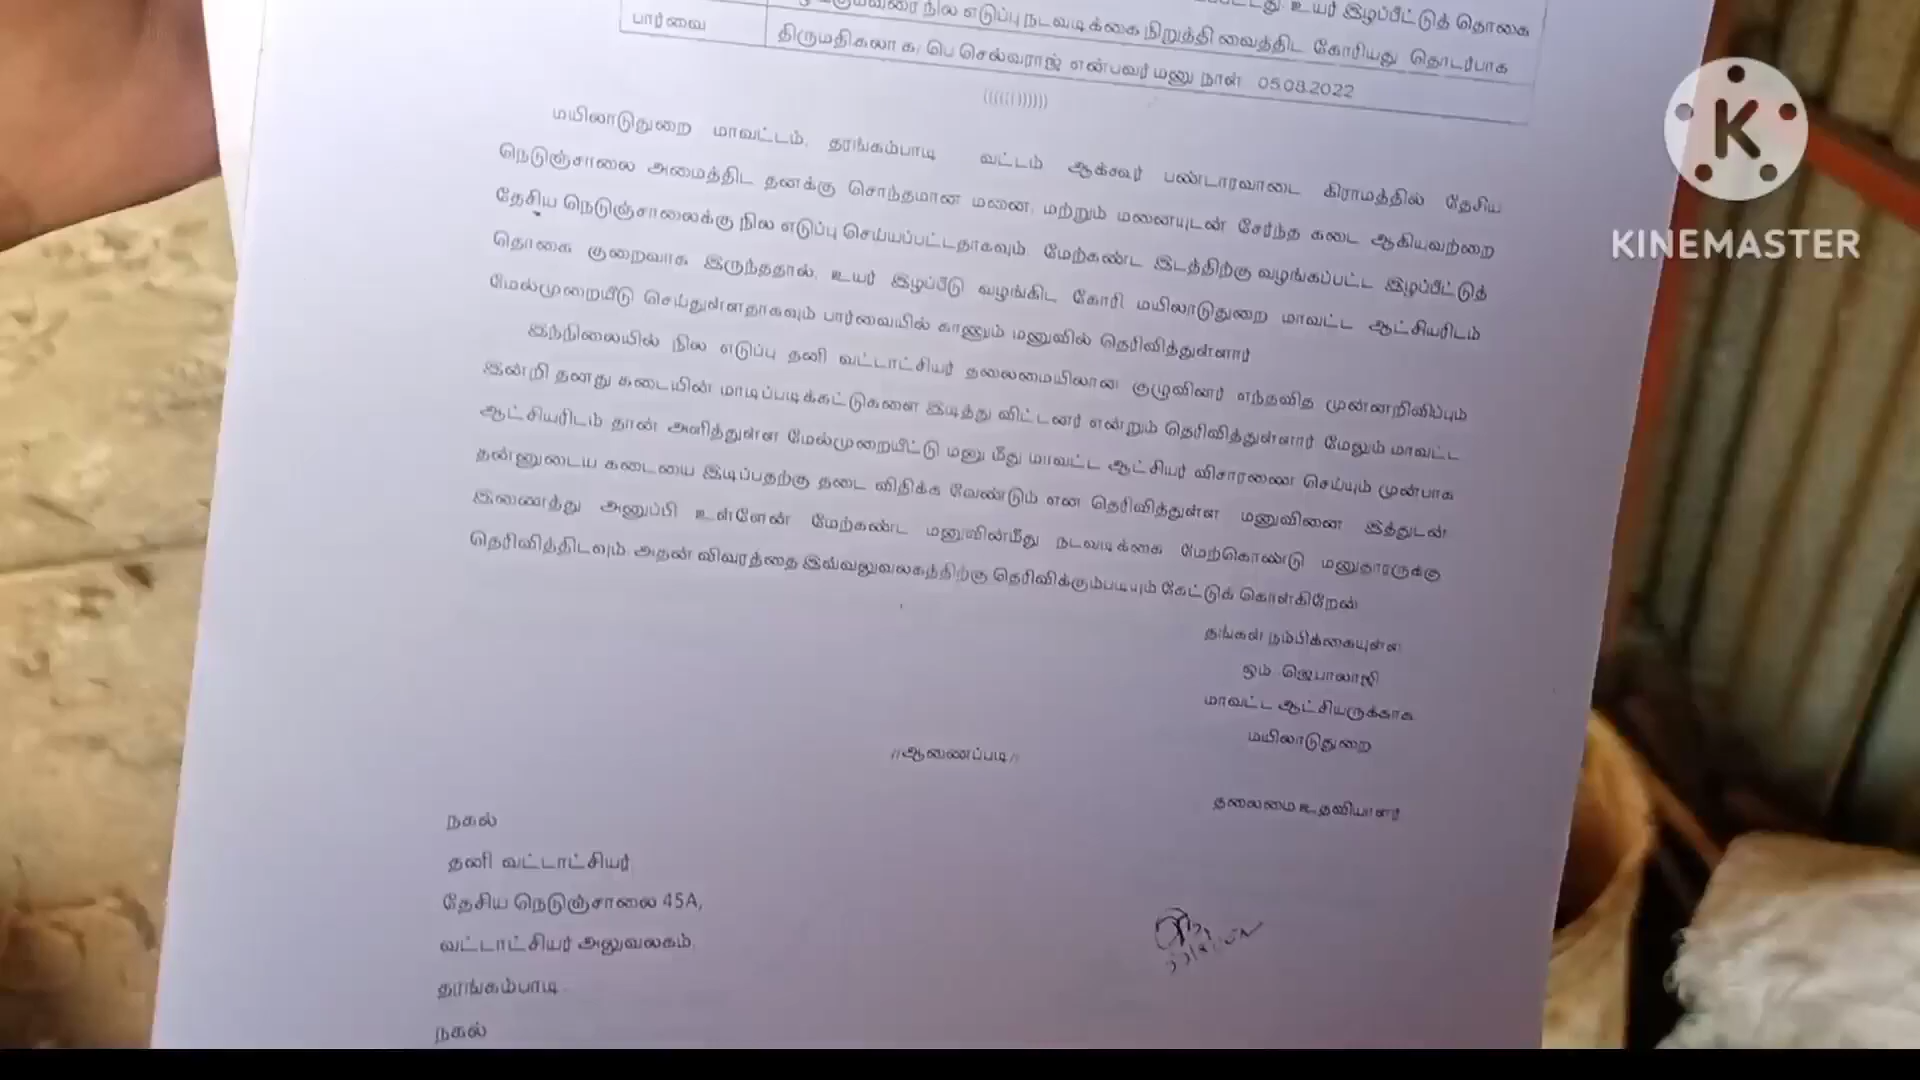 உயர் இழப்பீட்டுத் தொகை
நில எடுப்பு நடவடிக்கை நிறுத்தி வைத்திட கோரியது தொடர்பாக
பார்வை
திருமதிகலா க/பெ செல்வராஜ் என்பவர் மனு நாள் 05.08.2022
((((((()))))))
மயிலாடுதுறை மாவட்டம், தரங்கம்பாடி வட்டம் ஆக்கூர் பண்டாரவாடை கிராமத்தில் தேசிய
நெடுஞ்சாலை அமைத்திட தனக்கு சொந்தமான மனை, மற்றும் மனையுடன் சேர்ந்த கடை ஆகியவற்றை
தேசிய நெடுஞ்சாலைக்கு நில எடுப்பு செய்யப்பட்டதாகவும், மேற்கண்ட இடத்திற்கு வழங்கப்பட்ட இழப்பீட்டுத்
தொகை குறைவாக இருந்ததால், உயர் இழப்பீடு வழங்கிட கோரி மயிலாடுதுறை மாவட்ட ஆட்சியரிடம்
மேல்முறையீடு செய்துள்ளதாகவும் பார்வையில் காணும் மனுவில் தெரிவித்துள்ளார்
இந்நிலையில் நில எடுப்பு தனி வட்டாட்சியர் தலைமையிலான குழுவினர் எந்தவித முன்னறிவிப்பும்
இன்றி தனது கடையின் மாடிப்படிக்கட்டுகளை இடித்து விட்டனர் என்றும் தெரிவித்துள்ளார் மேலும் மாவட்ட
ஆட்சியரிடம் தான் அளித்துள்ள மேல்முறையீட்டு மனு மீது மாவட்ட ஆட்சியர் விசாரணை செய்யும் முன்பாக
தன்னுடைய கடையை இடிப்பதற்கு தடை விதிக்க வேண்டும் என தெரிவித்துள்ள மனுவினை இத்துடன்
இணைத்து அனுப்பி உள்ளேன் மேற்கண்ட மனுவின்மீது நடவடிக்கை மேற்கொண்டு மனுதாரருக்கு
தெரிவித்திடவும் அதன் விவரத்தை இவ்வலுவலகத்திற்கு தெரிவிக்கும்படியும் கேட்டுக் கொள்கிறேன்
தங்கள் நம்பிக்கையுள்ள
ஒம் .ஜெபாலாஜி
மாவட்ட ஆட்சியருக்காக
மயிலாடுதுறை
//ஆணைப்படி//
தலைமை உதவியாளர்
நகல்
தனி வட்டாட்சியர்
தேசிய நெடுஞ்சாலை 45A,
வட்டாட்சியர் அலுவலகம்,
தரங்கம்பாடி.
நகல்
K
KINEMASTER